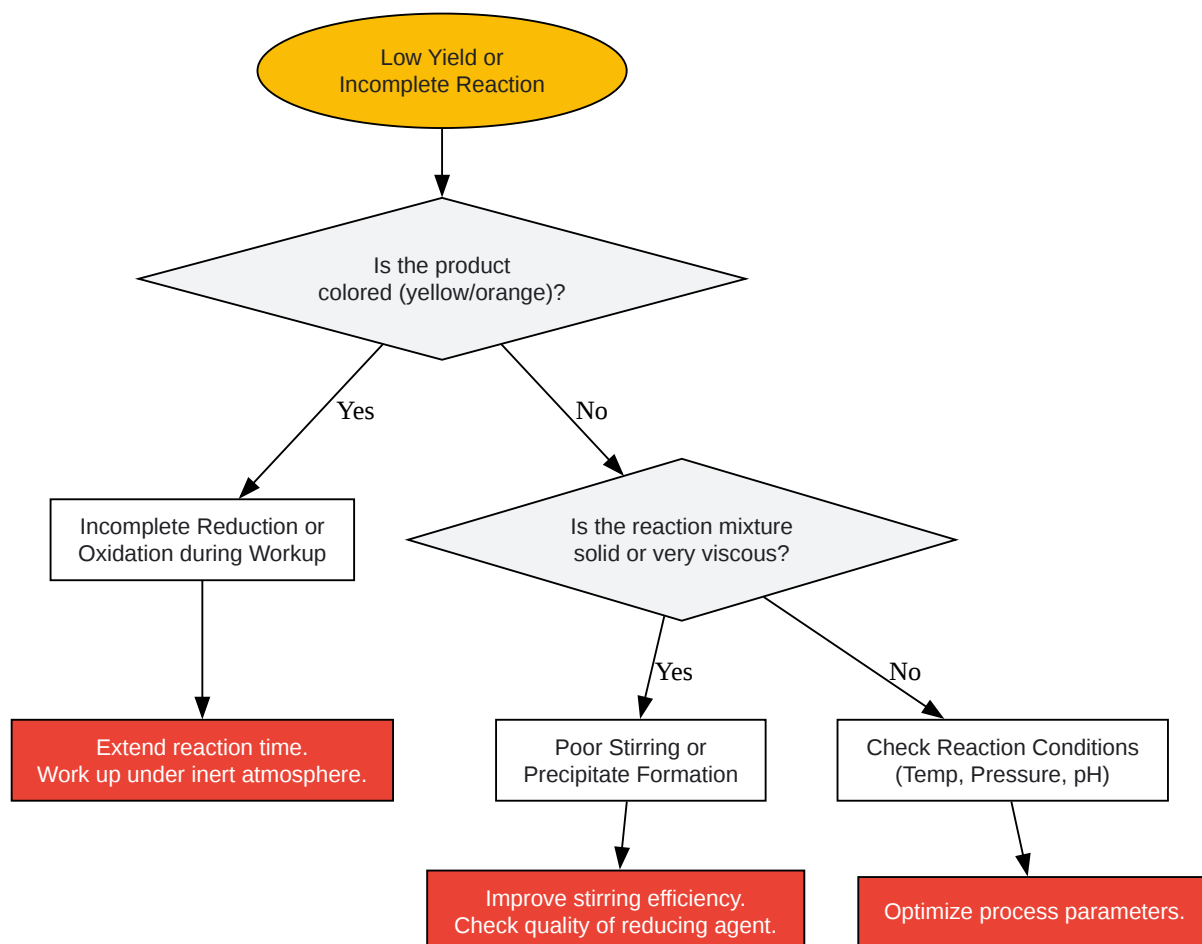 Low Yield or
Incomplete Reaction
Is the product
colored (yellow/orange)?
Yes
No
Incomplete Reduction or
Oxidation during Workup
Is the reaction mixture
solid or very viscous?
Yes
No
Extend reaction time.
Work up under inert atmosphere.
Poor Stirring or
Precipitate Formation
Check Reaction Conditions
(Temp, Pressure, pH)
Improve stirring efficiency.
Check quality of reducing agent.
Optimize process parameters.